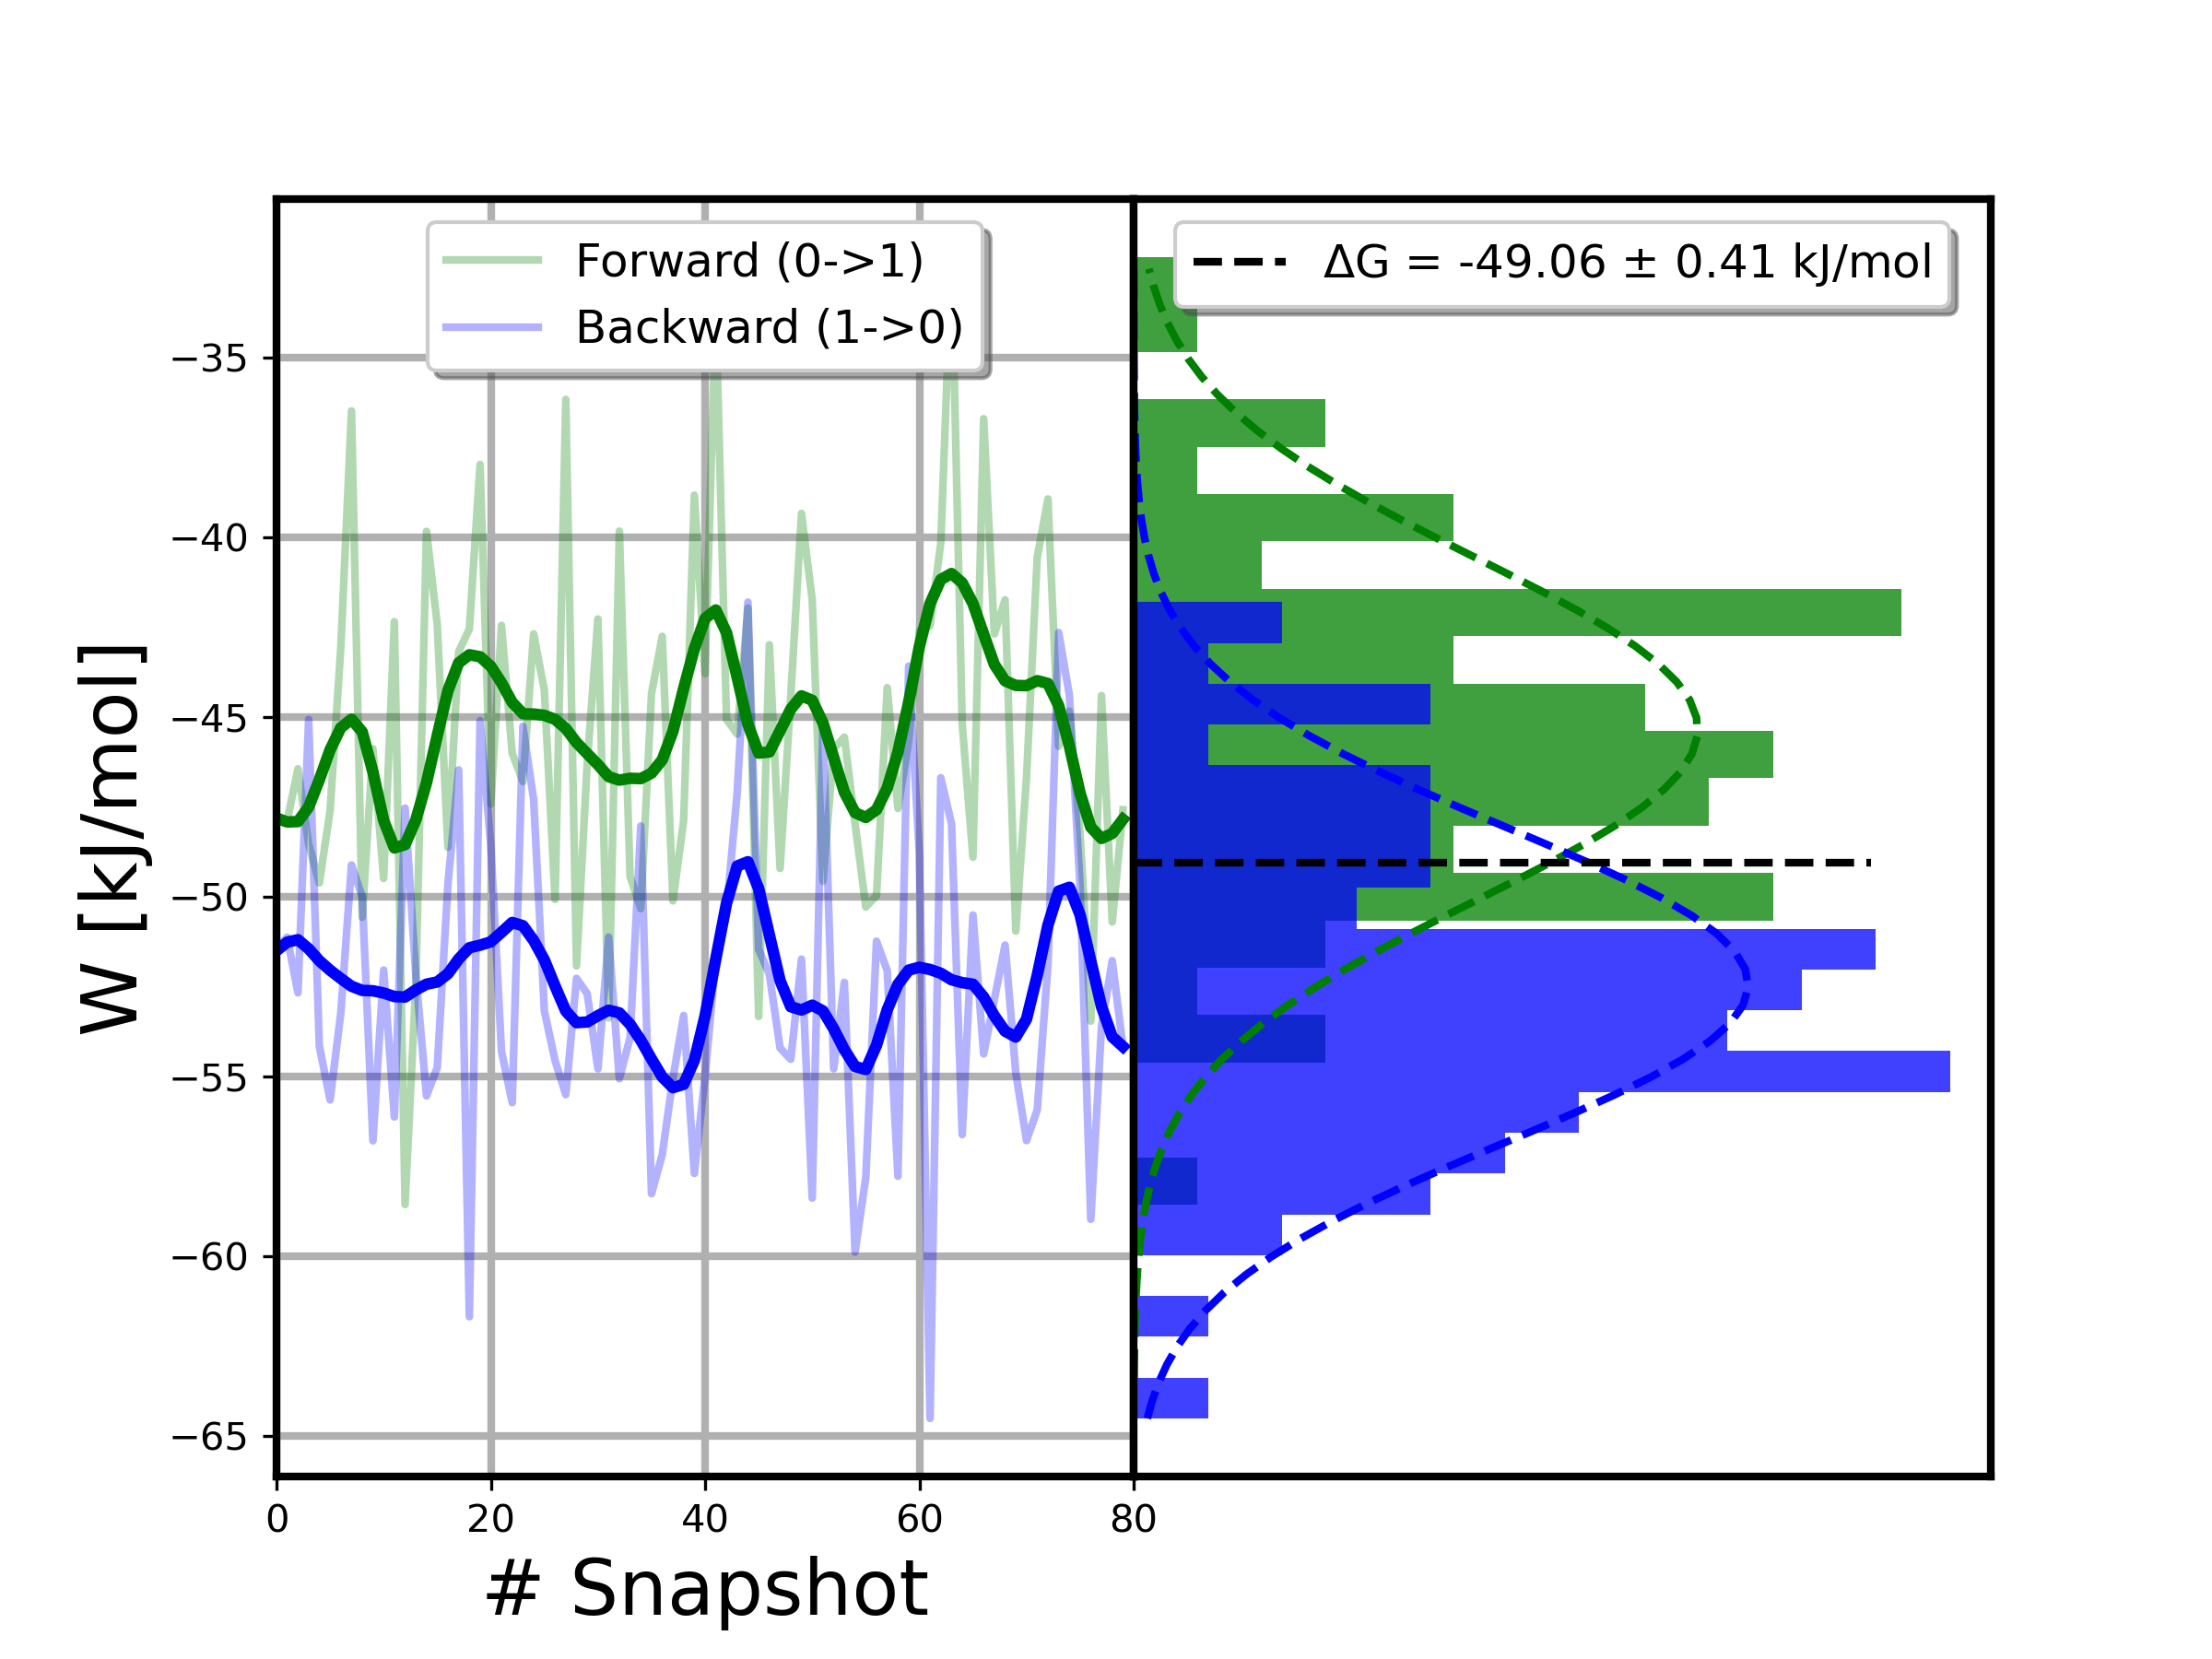 Forward (0->1)
Backward (1->0)
ΔG = -49.06 ± 0.41 kJ/mol
−35
−40
−45
−50
−55
−60
−65
W [kJ/mol]
0 20 40 60 80
# Snapshot